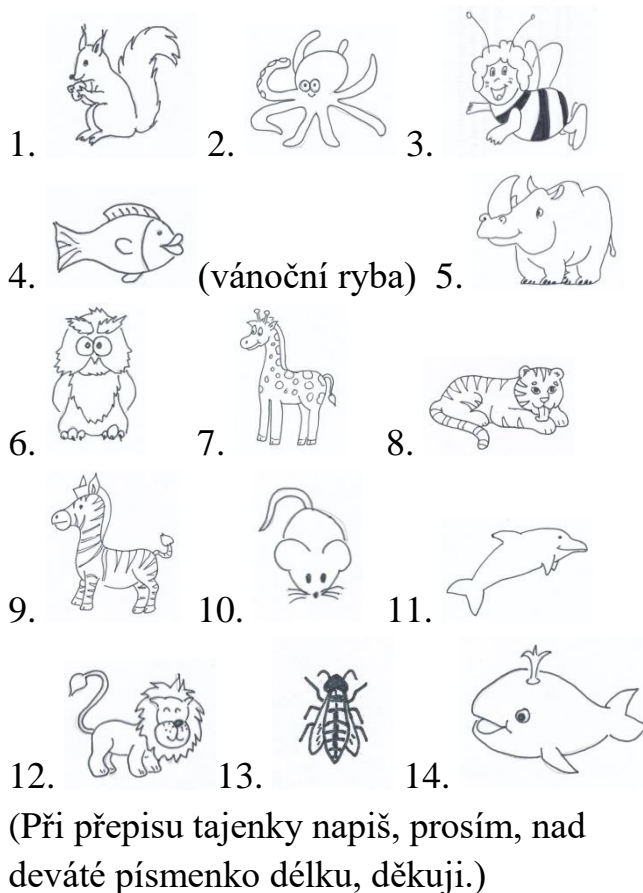 1. 2. 3.
4. (vánoční ryba) 5.
6. 7. 8.
9. 10. 11.
12. 13. 14.
(Při přepisu tajenky napiš, prosím, nad
deváté písmenko délku, děkuji.)